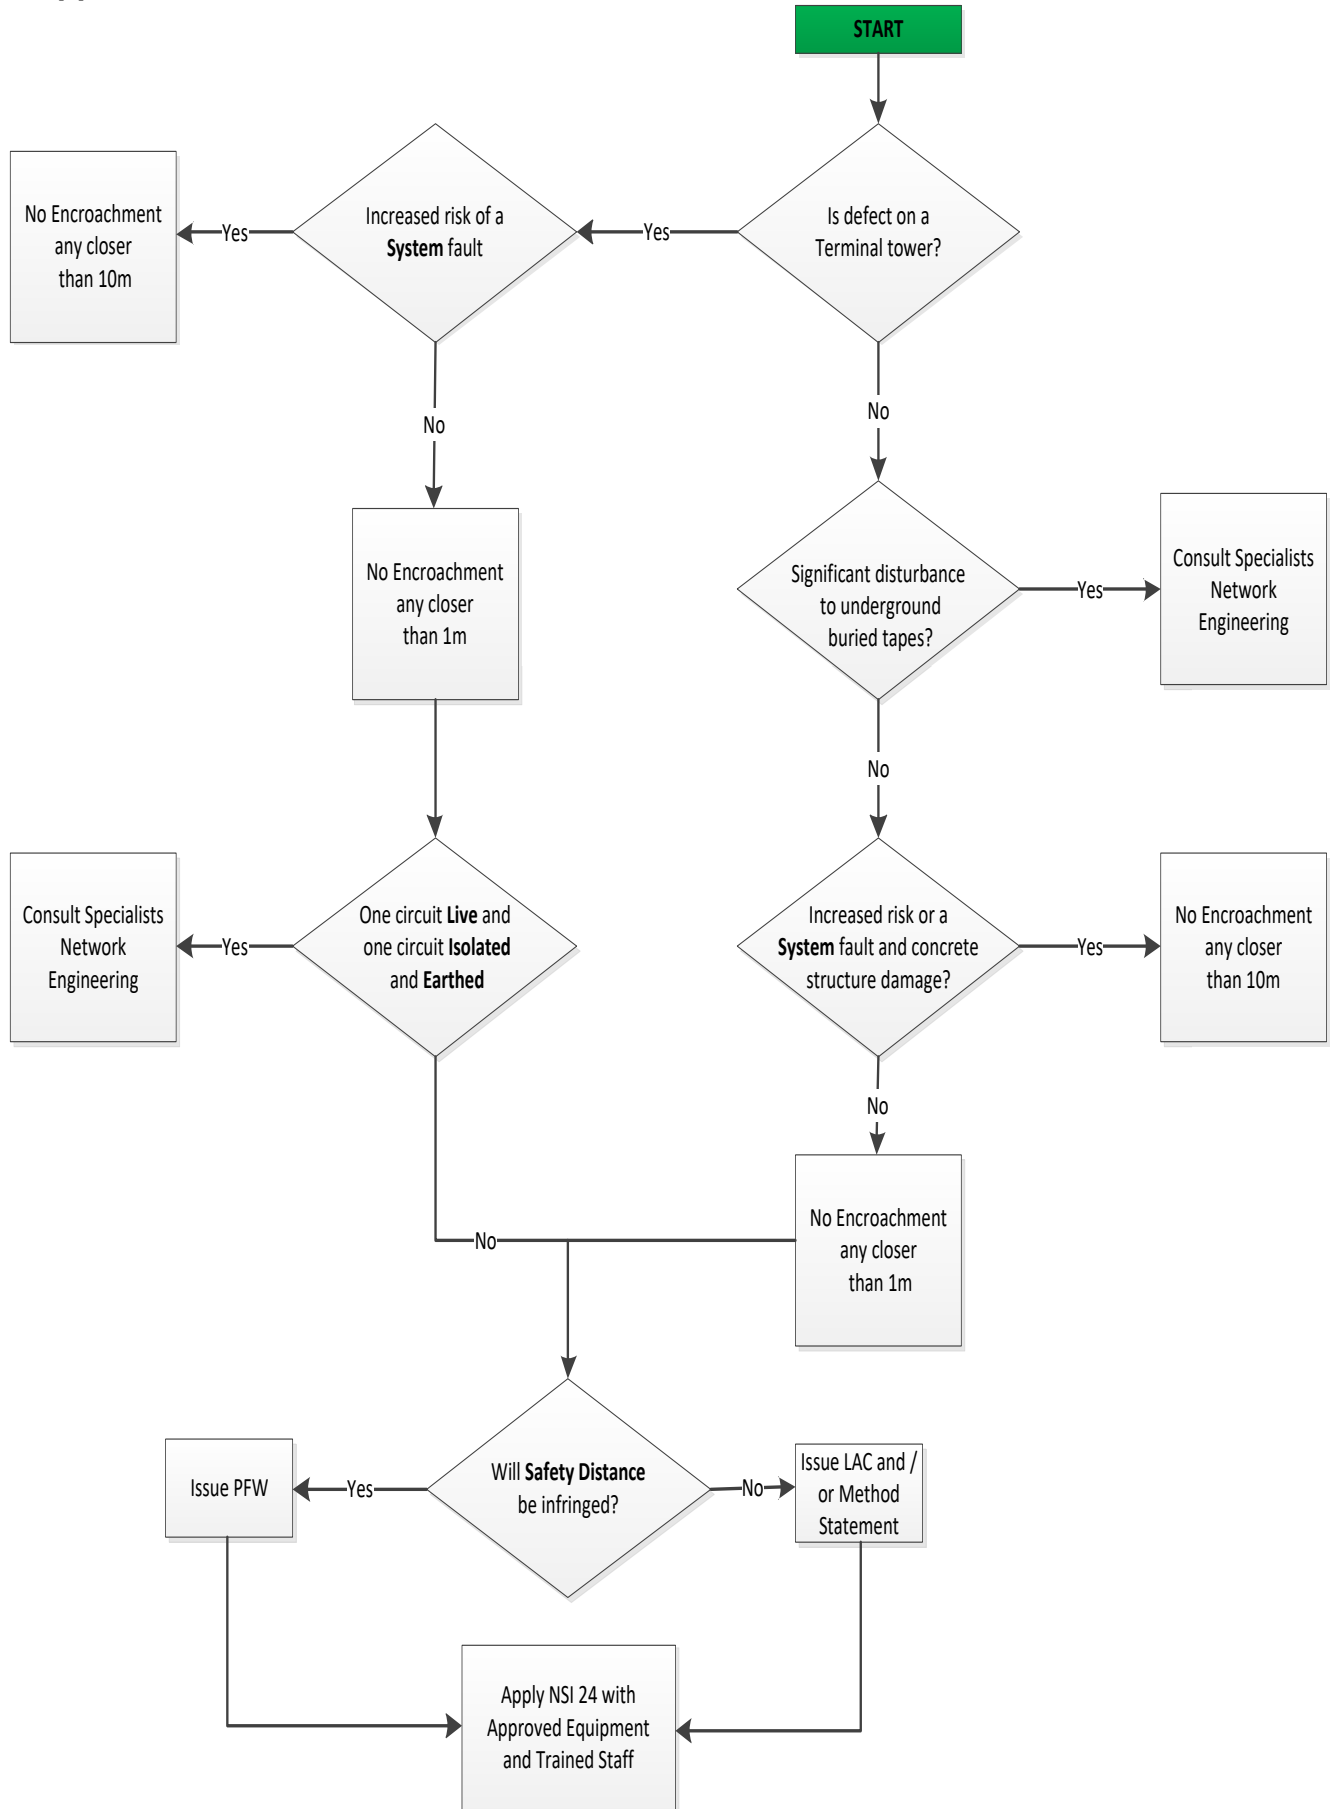 START
Is defect on a
Terminal tower?
Yes
Increased risk of a
System fault
Yes
No Encroachment
any closer
than 10m
No
No
No Encroachment
any closer
than 1m
Significant disturbance
to underground
buried tapes?
Yes
Consult Specialists
Network
Engineering
No
One circuit Live and
one circuit Isolated
and Earthed
Yes
Consult Specialists
Network
Engineering
Increased risk or a
System fault and concrete
structure damage?
Yes
No Encroachment
any closer
than 10m
No
No Encroachment
any closer
than 1m
No
Will Safety Distance
be infringed?
Yes
Issue PFW
No
Issue LAC and /
or Method
Statement
Apply NSI 24 with
Approved Equipment
and Trained Staff